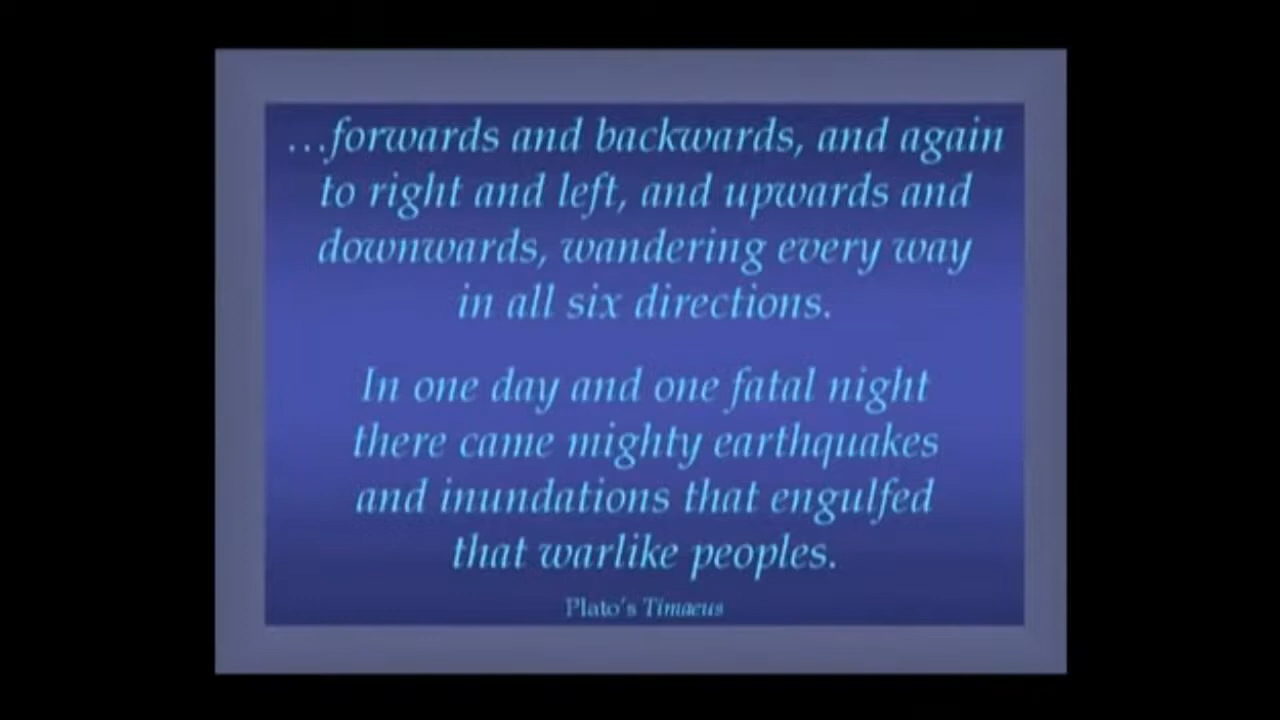 …forwards and backwards, and again
to right and left, and upwards and
downwards, wandering every way
in all six directions.
In one day and one fatal night
there came mighty earthquakes
and inundations that engulfed
that warlike peoples.
Plato's Timaeus